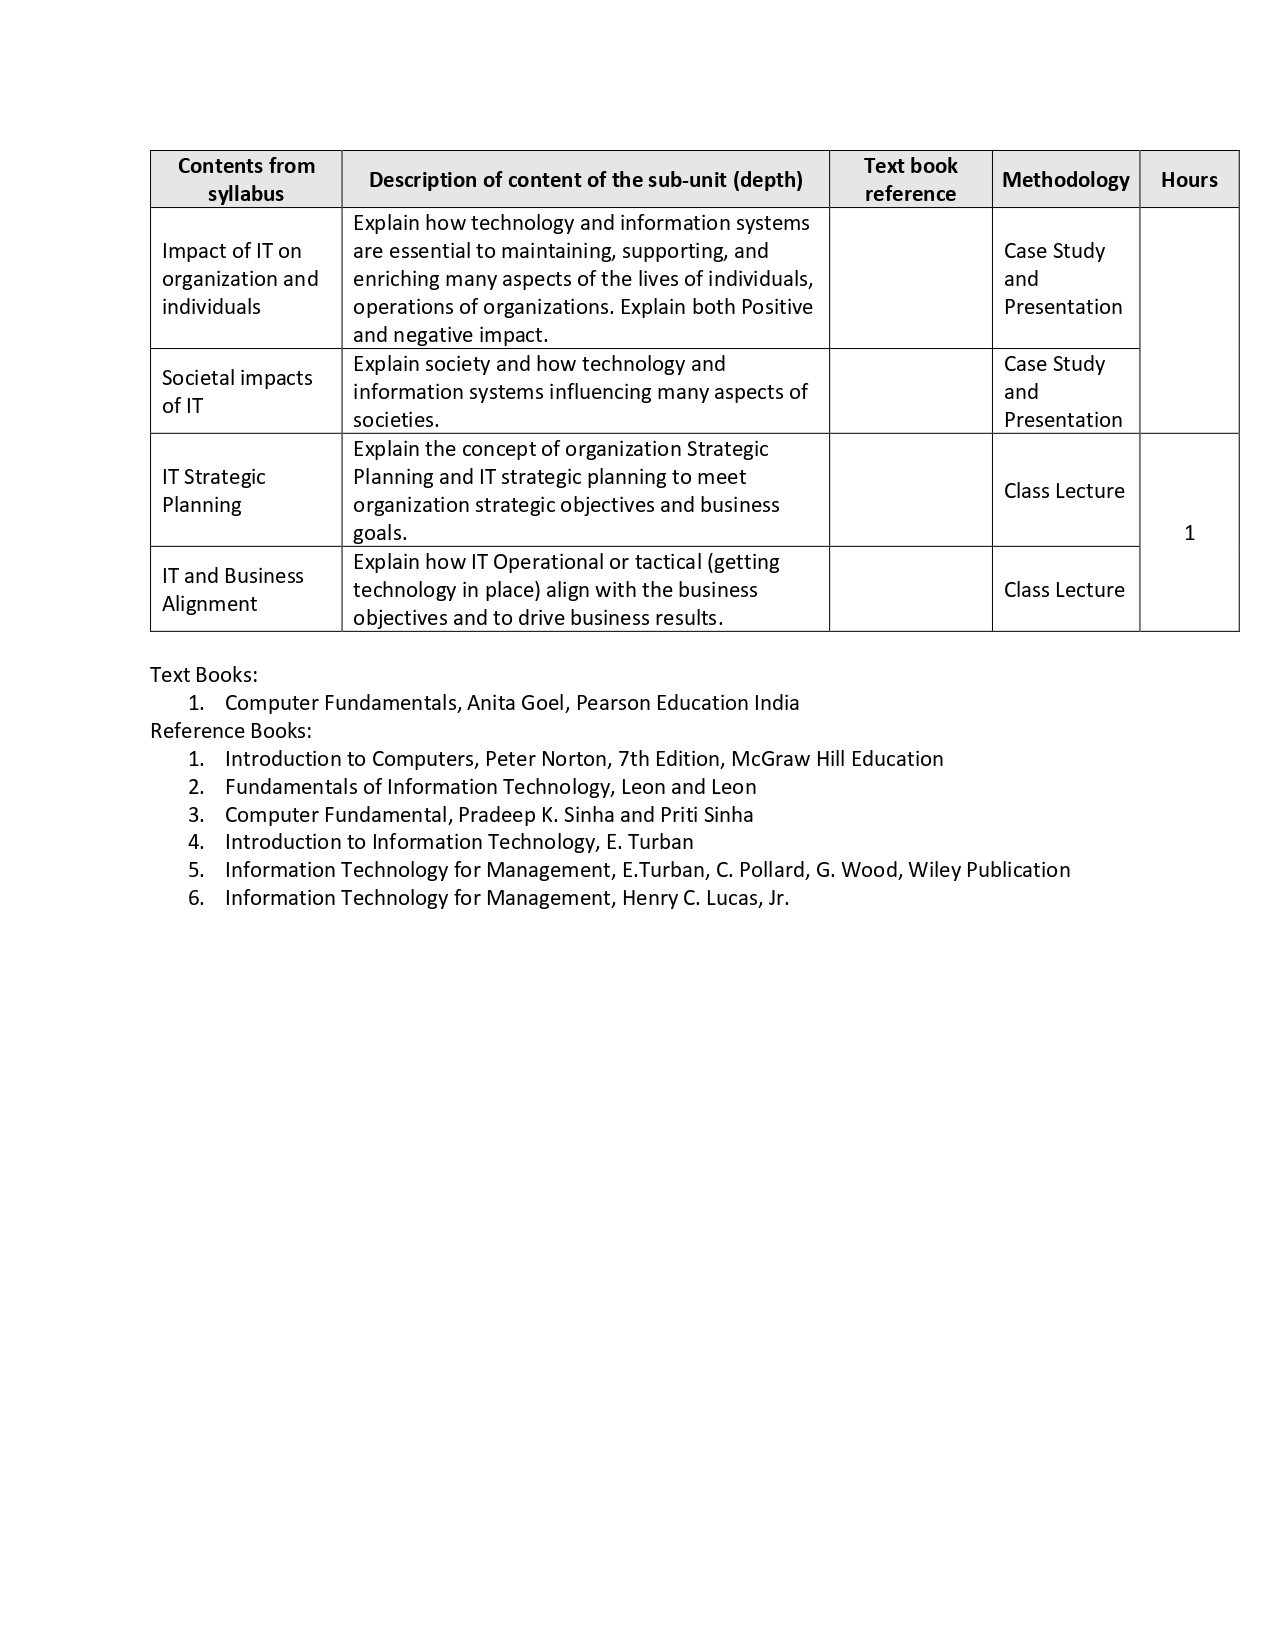 Contents from
syllabus
Description of content of the sub-unit (depth)
Text book
reference
Methodology
Hours
Impact of IT on
organization and
individuals
Explain how technology and information systems
are essential to maintaining, supporting, and
enriching many aspects of the lives of individuals,
operations of organizations. Explain both Positive
and negative impact.
Case Study
and
Presentation
Societal impacts
of IT
Explain society and how technology and
information systems influencing many aspects of
societies.
Case Study
and
Presentation
IT Strategic
Planning
Explain the concept of organization Strategic
Planning and IT strategic planning to meet
organization strategic objectives and business
goals.
Class Lecture
1
IT and Business
Alignment
Explain how IT Operational or tactical (getting
technology in place) align with the business
objectives and to drive business results.
Class Lecture
Text Books:
1. Computer Fundamentals, Anita Goel, Pearson Education India
Reference Books:
1. Introduction to Computers, Peter Norton, 7th Edition, McGraw Hill Education
2. Fundamentals of Information Technology, Leon and Leon
3. Computer Fundamental, Pradeep K. Sinha and Priti Sinha
4. Introduction to Information Technology, E. Turban
5. Information Technology for Management, E.Turban, C. Pollard, G. Wood, Wiley Publication
6. Information Technology for Management, Henry C. Lucas, Jr.